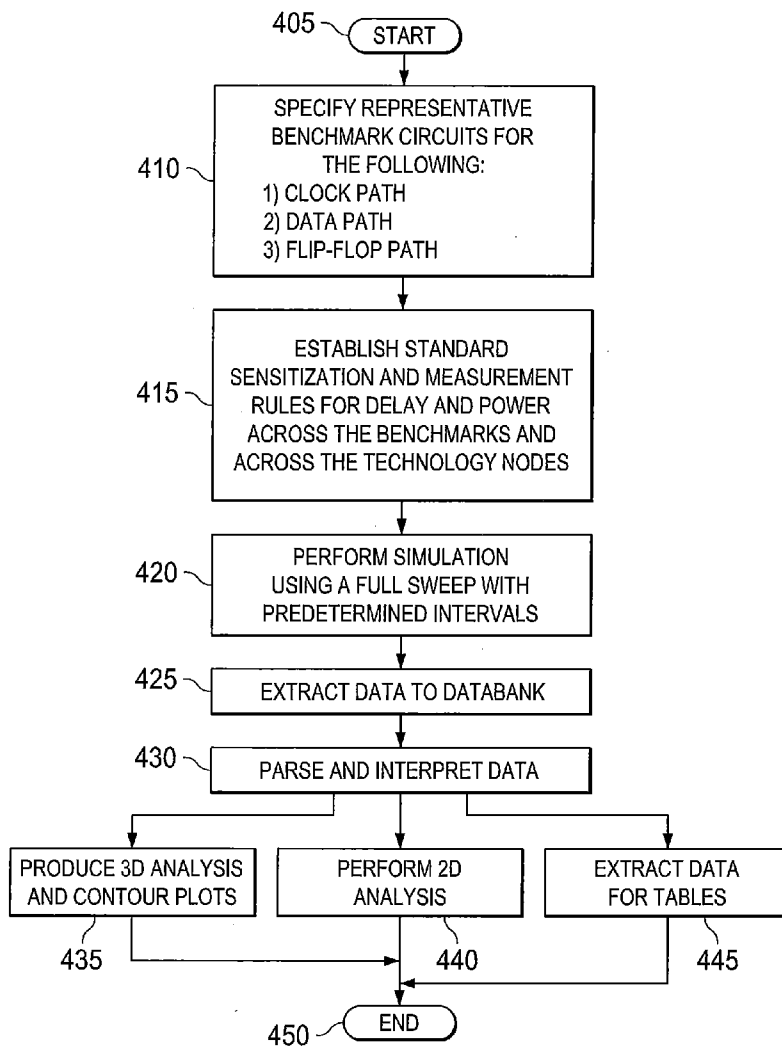 405
START
SPECIFY REPRESENTATIVE
BENCHMARK CIRCUITS FOR
THE FOLLOWING:
410
1) CLOCK PATH
2) DATA PATH
3) FLIP-FLOP PATH
ESTABLISH STANDARD
SENSITIZATION AND MEASUREMENT
415
RULES FOR DELAY AND POWER
ACROSS THE BENCHMARKS AND
ACROSS THE TECHNOLOGY NODES
PERFORM SIMULATION
420
USING A FULL SWEEP WITH
PREDETERMINED INTERVALS
425
EXTRACT DATA TO DATABANK
430
PARSE AND INTERPRET DATA
PRODUCE 3D ANALYSIS
AND CONTOUR PLOTS
PERFORM 2D
ANALYSIS
EXTRACT DATA
FOR TABLES
435
440
445
450
END